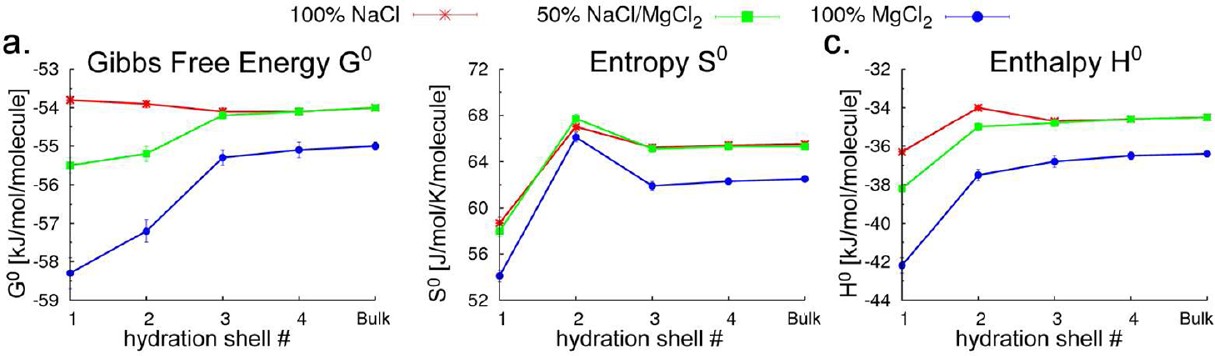 100% NaCl 50% NaCl/MgCl2 100% MgCl2
a. Gibbs Free Energy G0
-53
-54
-55
-56
-57
-58
-59
G0 [kJ/mol/molecule]
1 2 3 4 Bulk
hydration shell #
Entropy S0
72
68
64
62
56
54
52
S0 [J/mol/K/molecule]
1 2 3 4 Bulk
hydration shell #
c. Enthalpy H0
-32
-34
-36
-38
-40
-42
-44
H0 [kJ/mol/molecule]
1 2 3 4 Bulk
hydration shell #